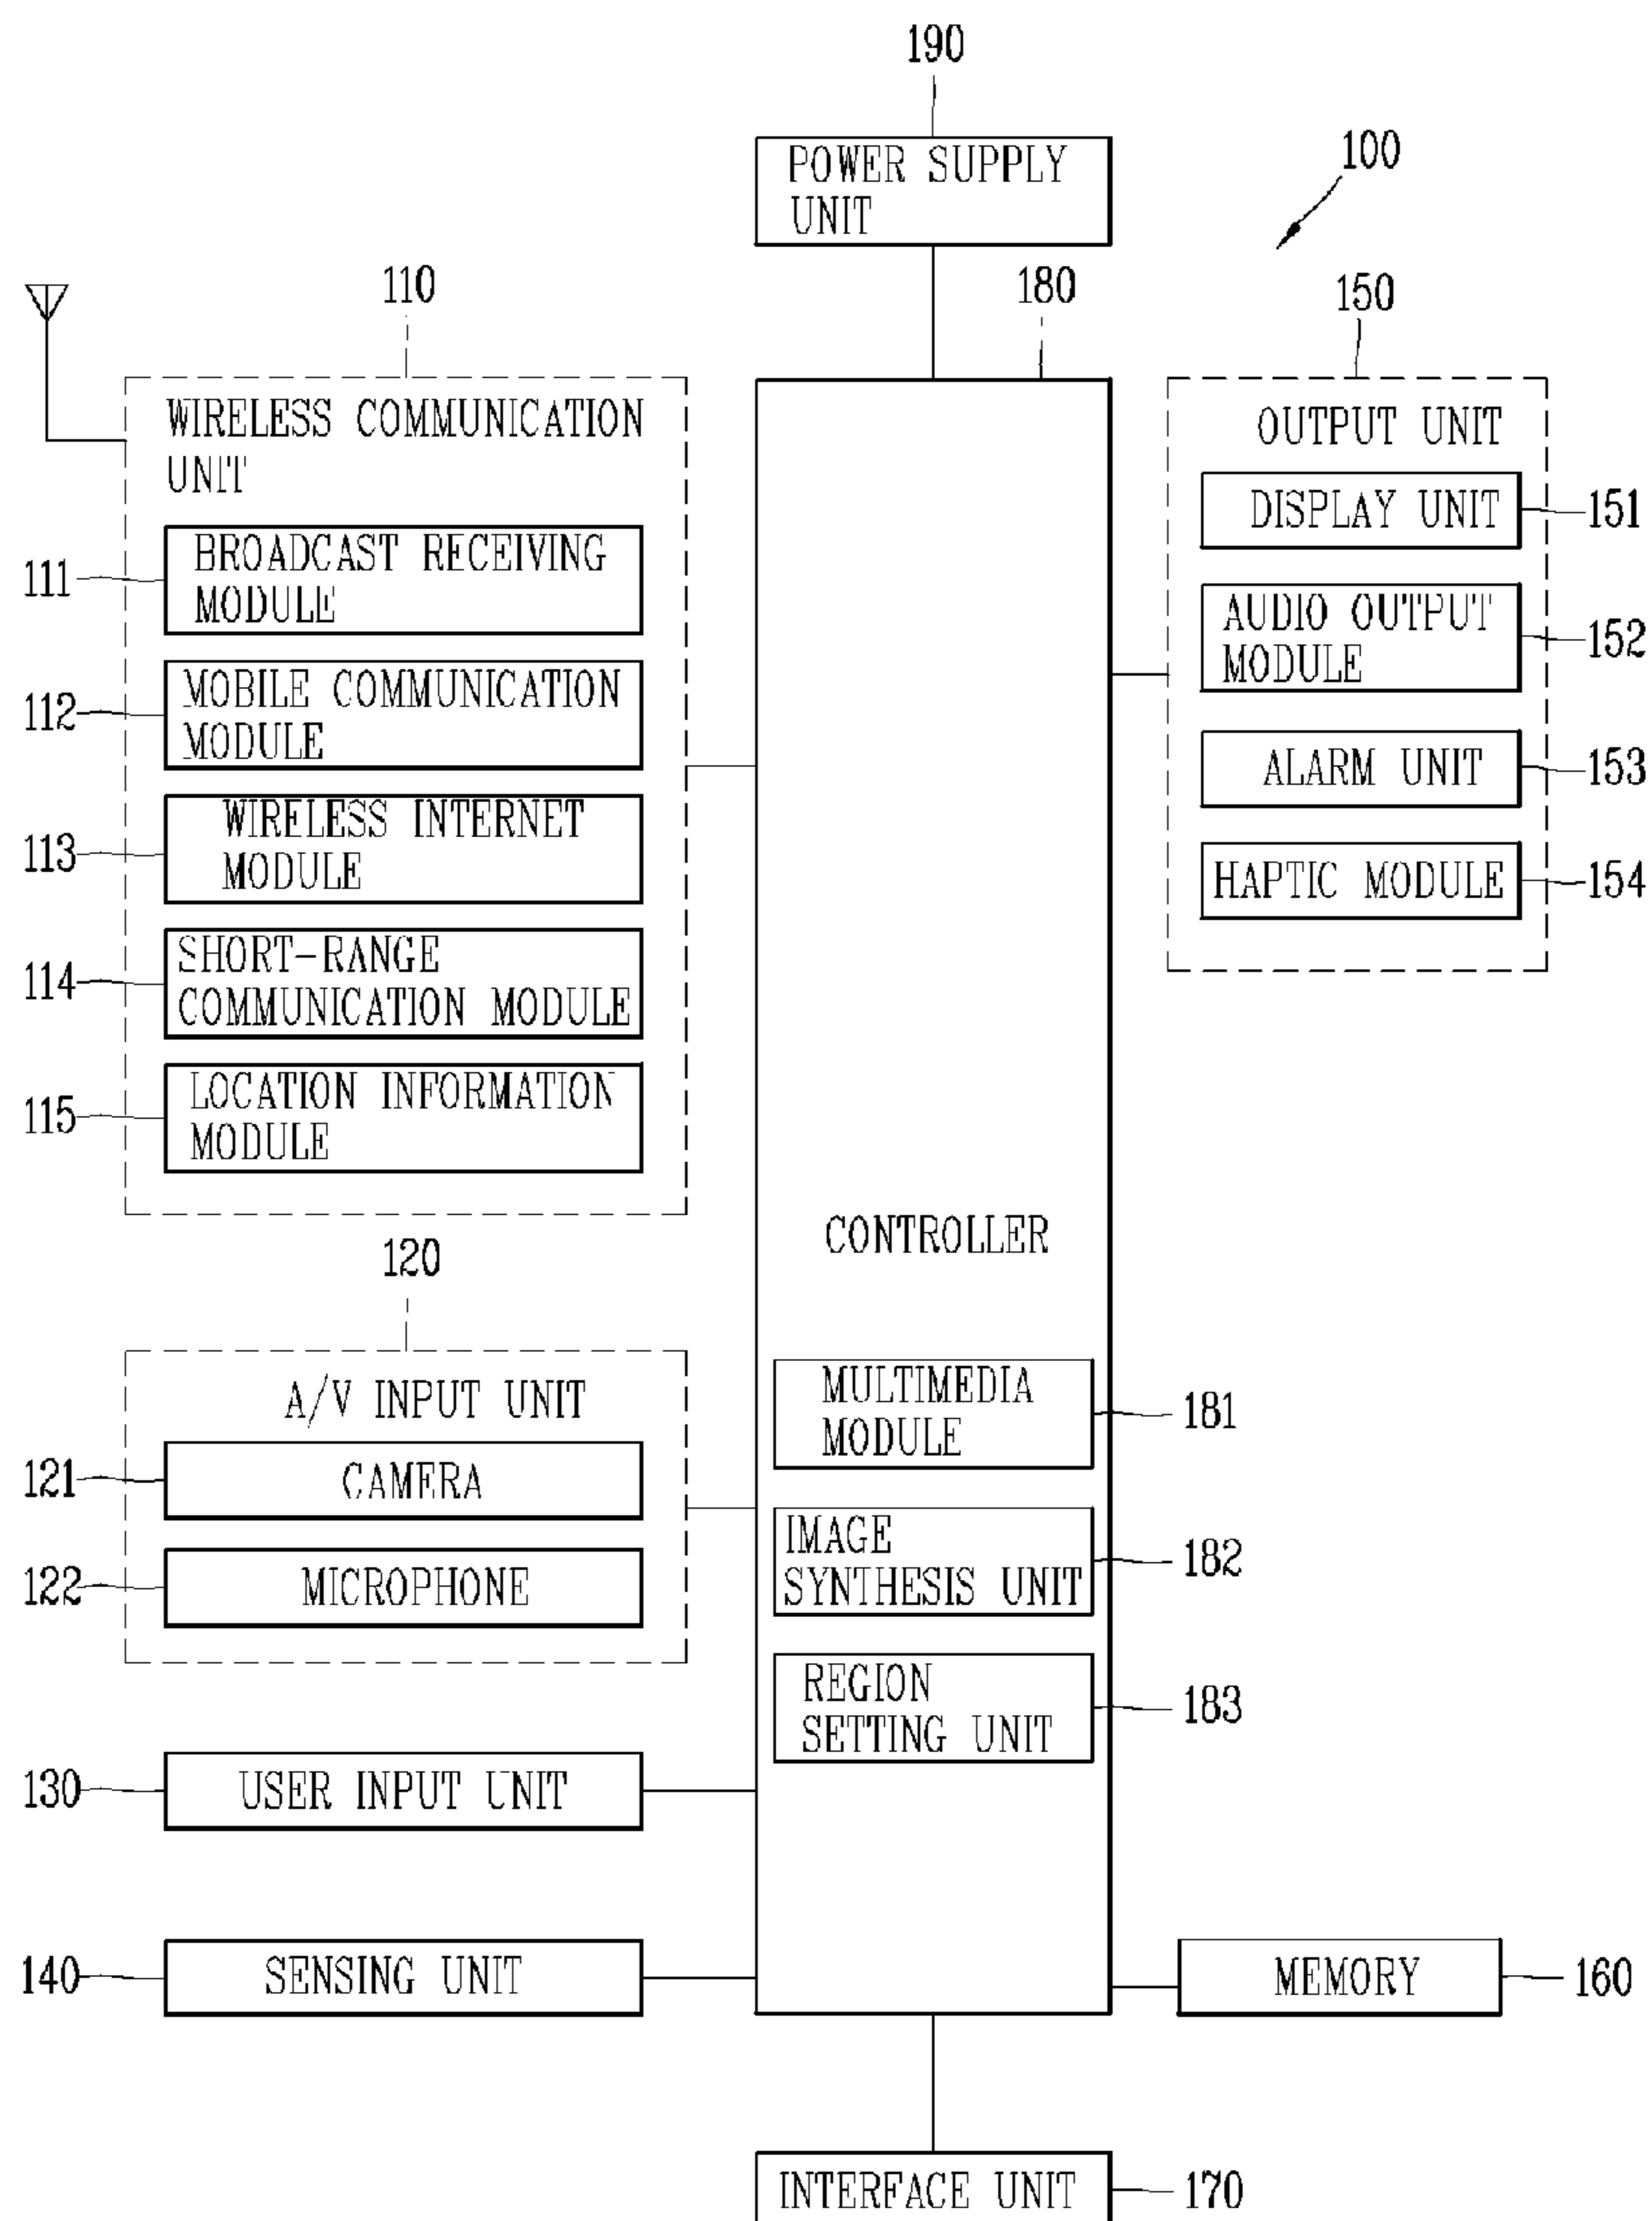 190
POWER SUPPLY
UNIT
100
110
180
150
WIRELESS COMMUNICATION
UNIT
111
BROADCAST RECEIVING
MODULE
112
MOBILE COMMUNICATION
MODULE
113
WIRELESS INTERNET
MODULE
114
SHORT-RANGE
COMMUNICATION MODULE
115
LOCATION INFORMATION
MODULE
OUTPUT UNIT
DISPLAY UNIT
151
AUDIO OUTPUT
MODULE
152
ALARM UNIT
153
HAPTIC MODULE
154
CONTROLLER
120
A/V INPUT UNIT
121
CAMERA
122
MICROPHONE
MULTIMEDIA
MODULE
181
IMAGE
SYNTHESIS UNIT
182
REGION
SETTING UNIT
183
130
USER INPUT UNIT
140
SENSING UNIT
MEMORY
160
INTERFACE UNIT
170